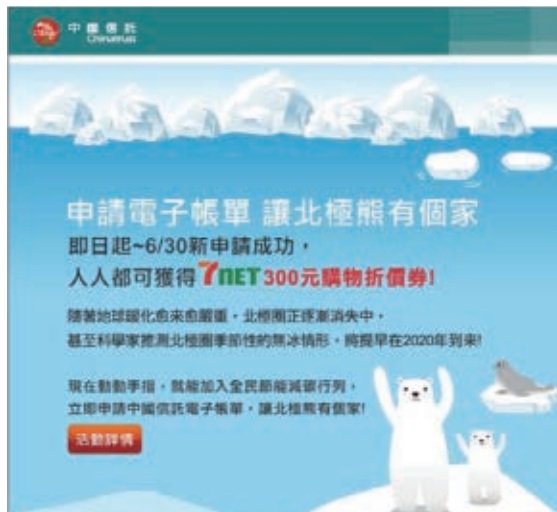 中國信託
Chinatrust
申請電子帳單 讓北極熊有個家
即日起~6/30新申請成功，
人人都可獲得7NET 300元購物折價券!
隨著地球暖化愈來愈嚴重，北極圈正逐漸消失中，
甚至科學家推測北極圈季節性的無冰情形，將提早在2020年到來!
現在動動手指，就能加入全民節能減碳行列，
立即申請中國信託電子帳單，讓北極熊有個家!
活動詳情